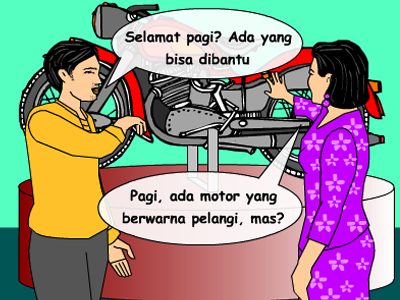 Selamat pagi? Ada yang
bisa dibantu
Pagi, ada motor yang
berwarna pelangi, mas?